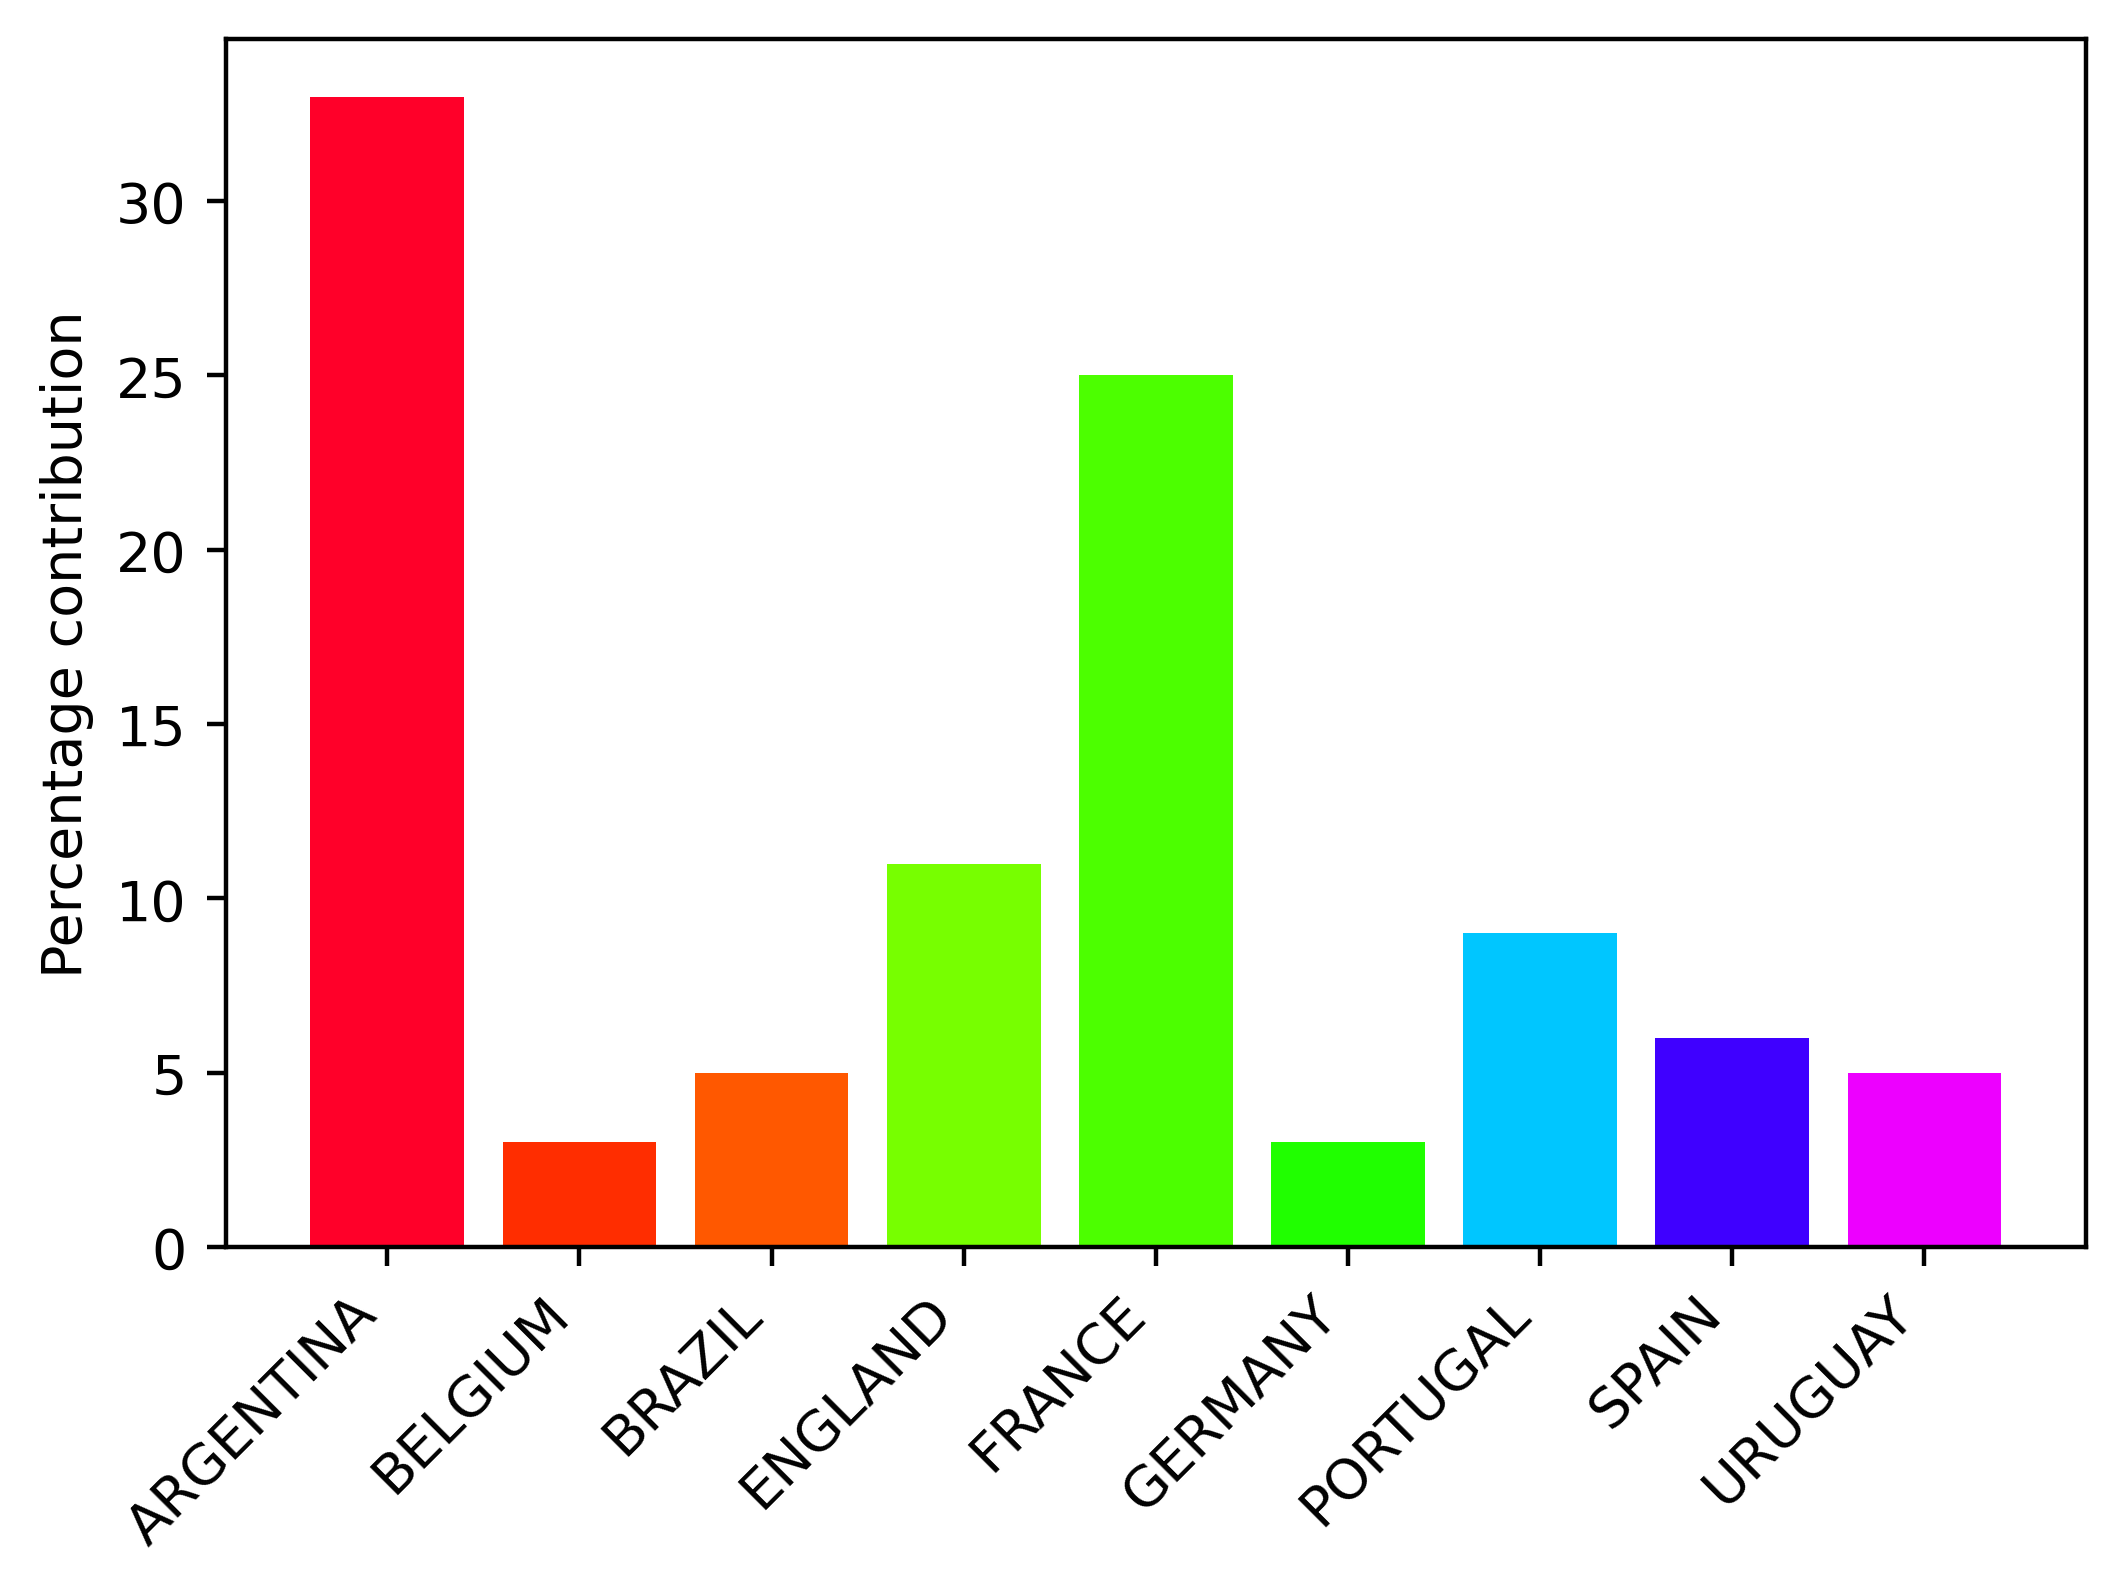 Percentage contribution
30
25
20
15
10
5
0
ARGENTINA
BELGIUM
BRAZIL
ENGLAND
FRANCE
GERMANY
PORTUGAL
SPAIN
URUGUAY